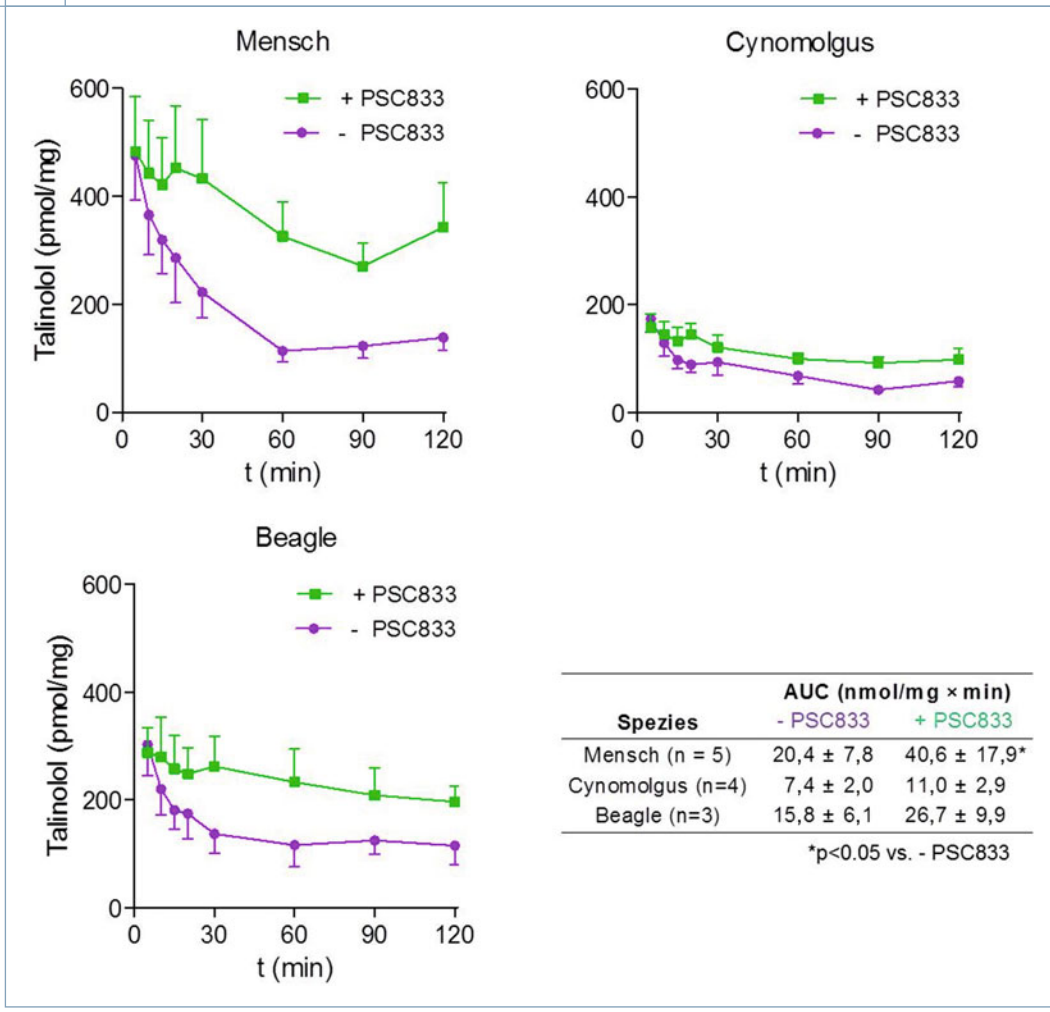 Mensch
+ PSC833
- PSC833
600
400
200
0
Talinolol (pmol/mg)
0 30 60 90 120
t (min)
Cynomolgus
+ PSC833
- PSC833
600
400
200
0
0 30 60 90 120
t (min)
Beagle
+ PSC833
- PSC833
600
400
200
0
Talinolol (pmol/mg)
0 30 60 90 120
t (min)
AUC (nmol/mg × min)
Spezies - PSC833 + PSC833
Mensch (n = 5) 20,4 ± 7,8 40,6 ± 17,9*
Cynomolgus (n=4) 7,4 ± 2,0 11,0 ± 2,9
Beagle (n=3) 15,8 ± 6,1 26,7 ± 9,9
*p<0.05 vs. - PSC833